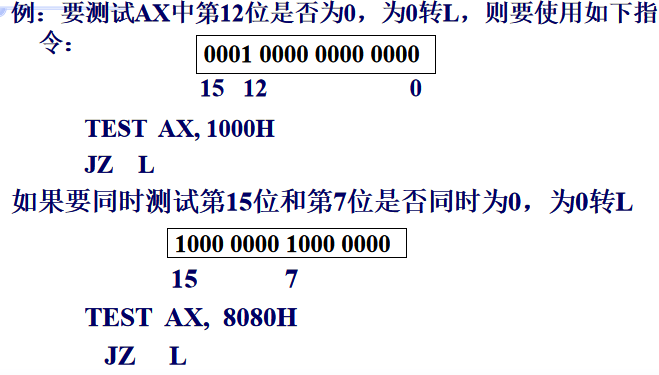 例：要测试AX中第12位是否为0，为0转L，则要使用如下指
令：
0001 0000 0000 0000
15 12 0
TEST AX, 1000H
JZ L
如果要同时测试第15位和第7位是否同时为0，为0转L
1000 0000 1000 0000
15 7
TEST AX, 8080H
JZ L